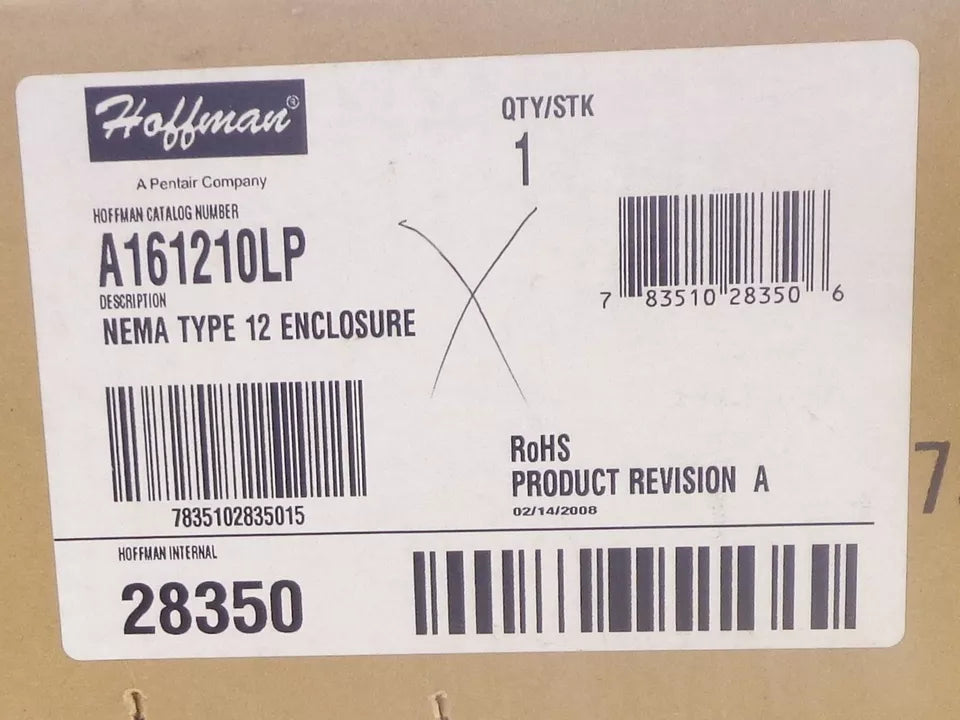 Hoffman®
A Pentair Company
HOFFMAN CATALOG NUMBER
A161210LP
DESCRIPTION
NEMA TYPE 12 ENCLOSURE
7835102835015
QTY/STK
1
7 83510 28350 6
RoHS
PRODUCT REVISION A
02/14/2008
HOFFMAN INTERNAL
28350
7